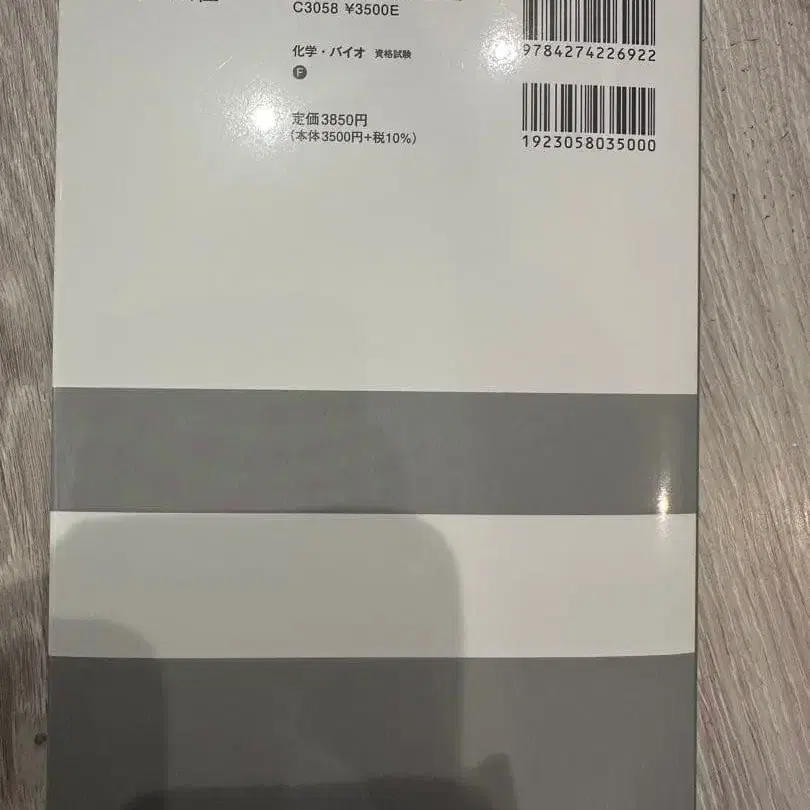 C3058 ¥3500E
9784274226922
化学・バイオ 資格試験
F
定価3850円
(本体3500円+税10%)
1923058035000